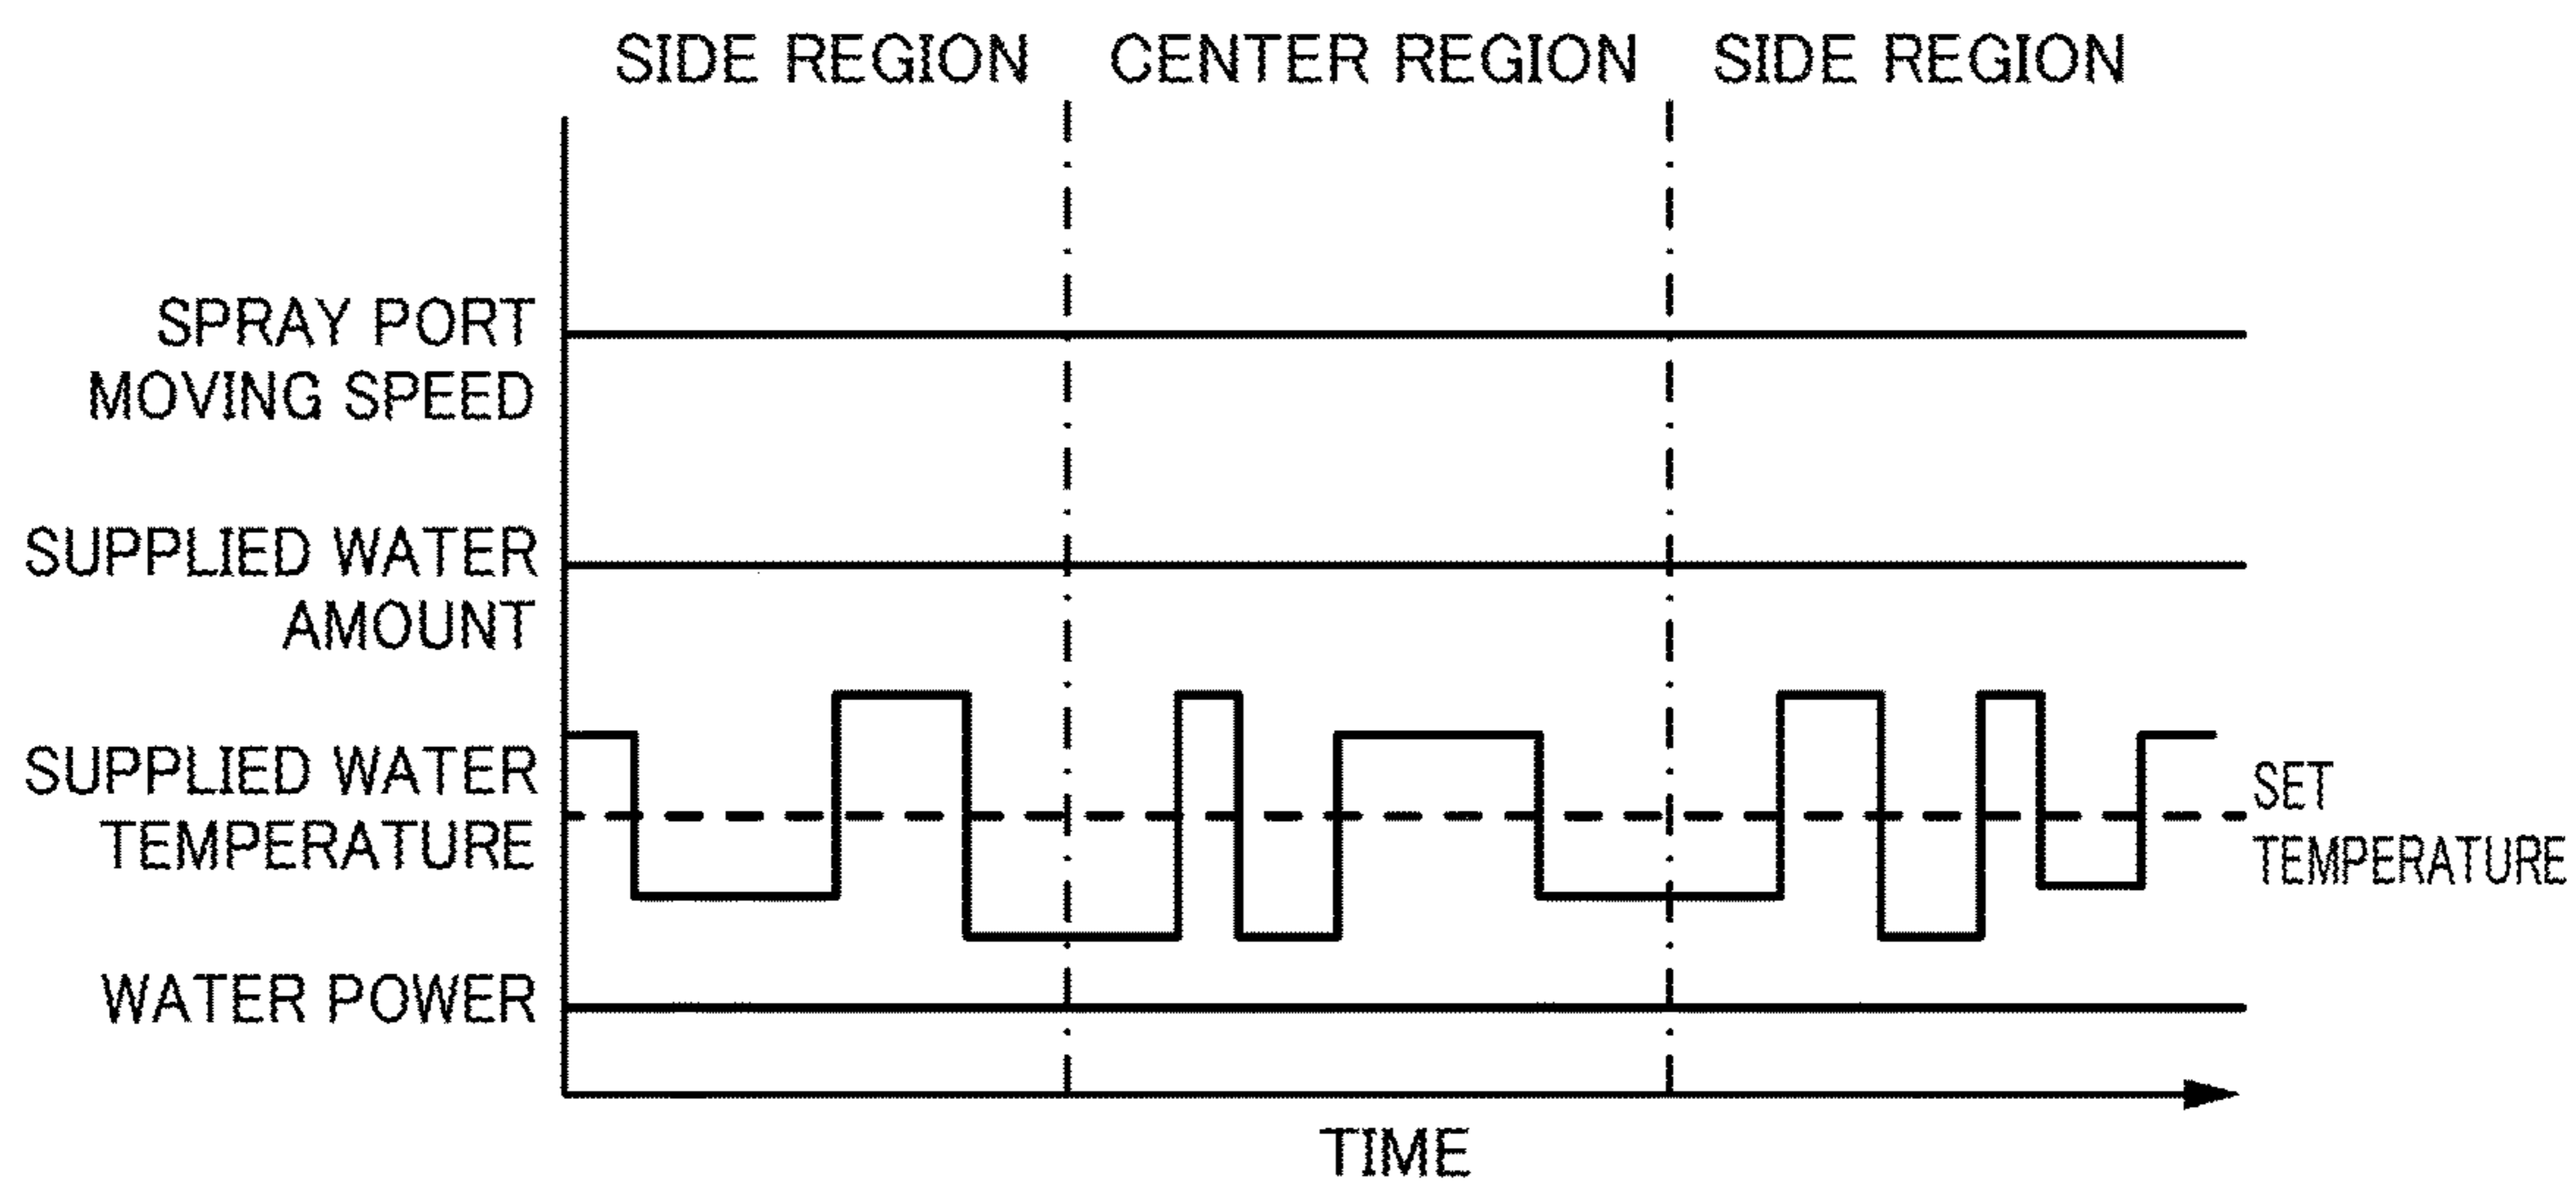 SIDE REGION
CENTER REGION
SIDE REGION
SPRAY PORT
MOVING SPEED
SUPPLIED WATER
AMOUNT
SUPPLIED WATER
TEMPERATURE
SET
TEMPERATURE
WATER POWER
TIME